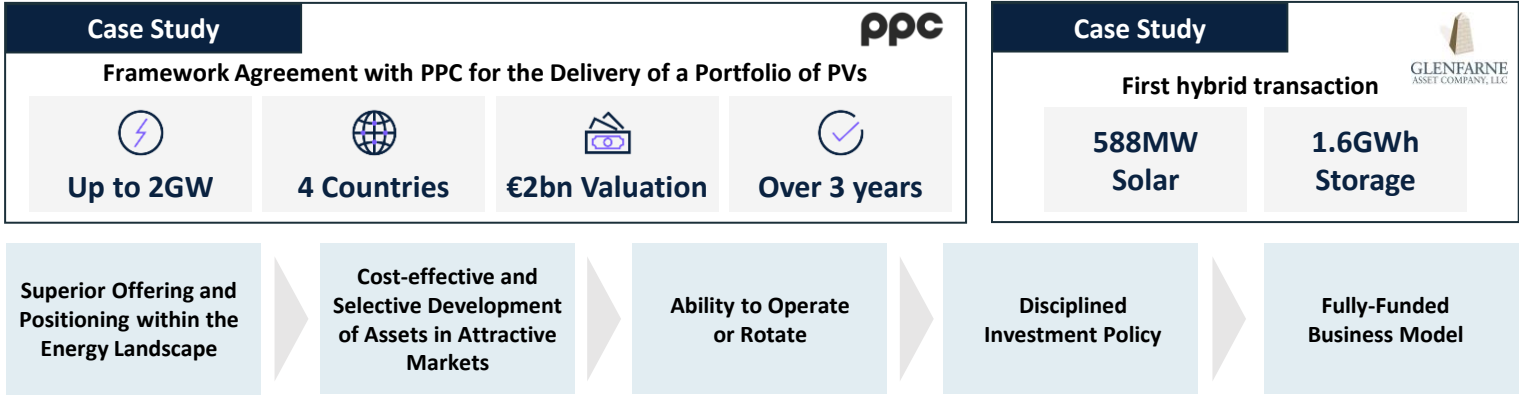 Case Study
ppc
Framework Agreement with PPC for the Delivery of a Portfolio of PVs
Up to 2GW
4 Countries
€2bn Valuation
Over 3 years
Case Study
GLENFARNE
ASSET COMPANY, LLC
First hybrid transaction
588MW
Solar
1.6GWh
Storage
Superior Offering and
Positioning within the
Energy Landscape
Cost-effective and
Selective Development
of Assets in Attractive
Markets
Ability to Operate
or Rotate
Disciplined
Investment Policy
Fully-Funded
Business Model